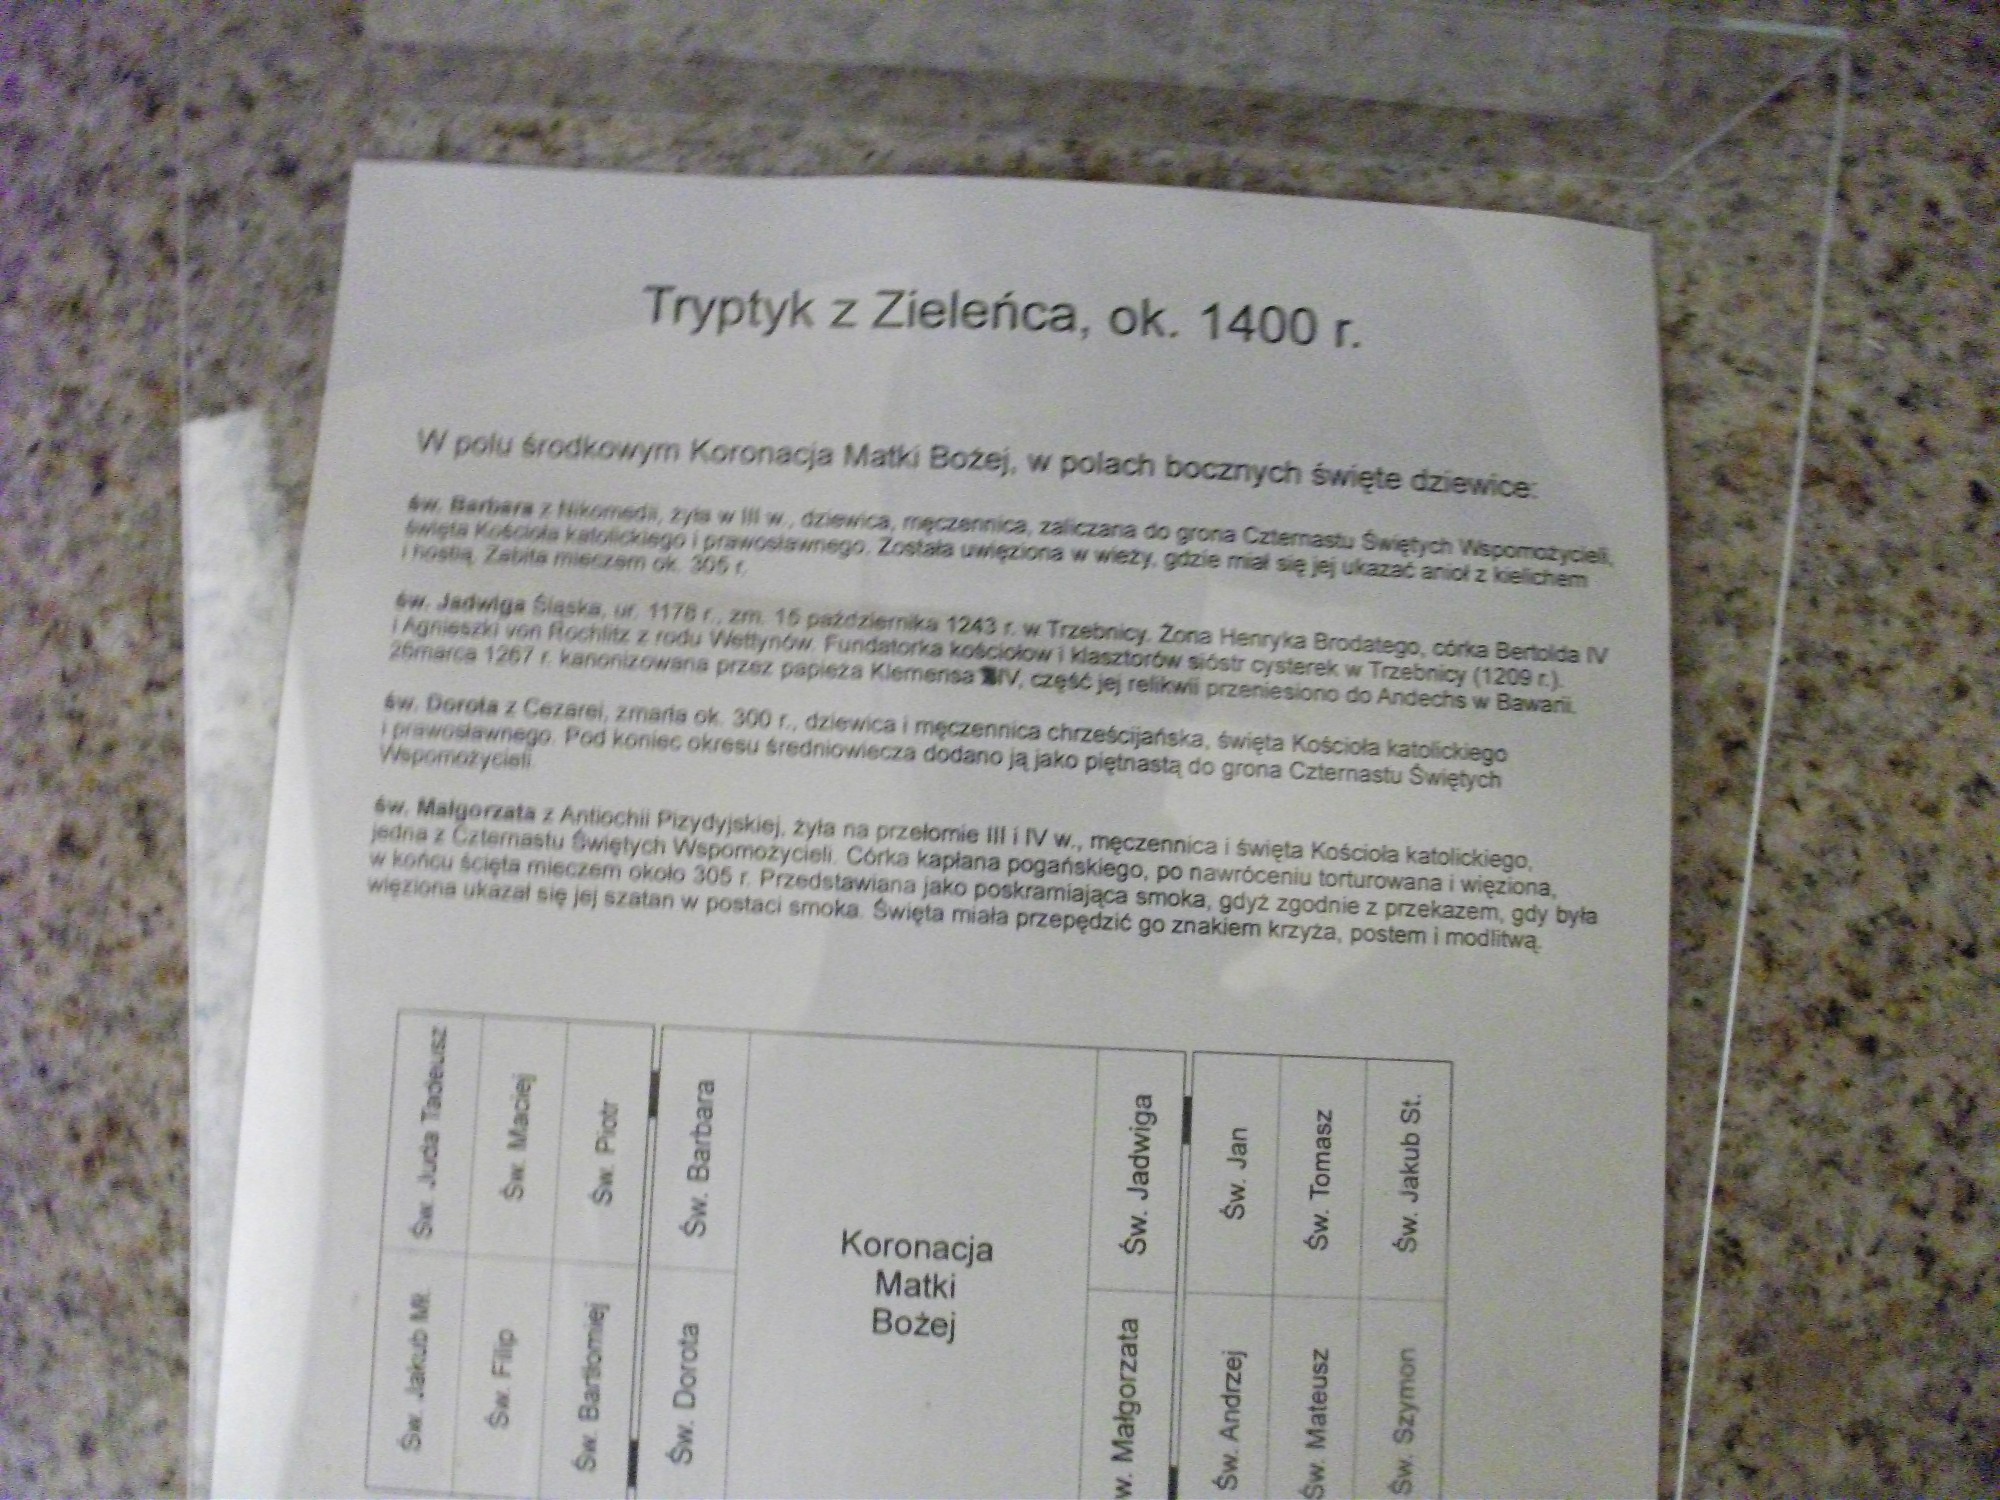 Tryptyk z Zieleńca, ok. 1400 r.
W polu środkowym Koronacja Matki Bożej, w polach bocznych święte dziewice:
św. Barbara z Nikomedii, żyła w III w., dziewica, męczennica, zaliczana do grona Czternastu Świętych Wspomożycieli,
święta Kościoła katolickiego i prawosławnego. Została uwięziona w wieży, gdzie miał się jej ukazać anioł z kielichem
i hostią. Zabita mieczem ok. 305 r.
św. Jadwiga Śląska, ur. 1178 r., zm. 15 października 1243 r. w Trzebnicy. Żona Henryka Brodatego, córka Bertolda IV
i Agnieszki von Rochlitz z rodu Wettynów. Fundatorka kościołow i klasztorów sióstr cysterek w Trzebnicy (1209 r.).
26marca 1267 r. kanonizowana przez papieża Klemensa IV, część jej relikwii przeniesiono do Andechs w Bawarii.
św. Dorota z Cezarei, zmarła ok. 300 r., dziewica i męczennica chrześcijańska, święta Kościoła katolickiego
i prawosławnego. Pod koniec okresu średniowiecza dodano ją jako piętnastą do grona Czternastu Świętych
Wspomożycieli.
św. Małgorzata z Antiochii Pizydyjskiej, żyła na przełomie III i IV w., męczennica i święta Kościoła katolickiego,
jedna z Czternastu Świętych Wspomożycieli. Córka kapłana pogańskiego, po nawróceniu torturowana i więziona,
w końcu ścięta mieczem około 305 r. Przedstawiana jako poskramiająca smoka, gdyż zgodnie z przekazem, gdy była
więziona ukazał się jej szatan w postaci smoka. Święta miała przepędzić go znakiem krzyża, postem i modlitwą.
Św. Juda Tadeusz
Św. Maciej
Św. Piotr
Św. Barbara
Koronacja
Matki
Bożej
Św. Jadwiga
Św. Jan
Św. Tomasz
Św. Jakub St.
Św. Jakub Mł.
Św. Filip
Św. Bartłomiej
Św. Dorota
w. Małgorzata
Św. Andrzej
Św. Mateusz
Św. Szymon